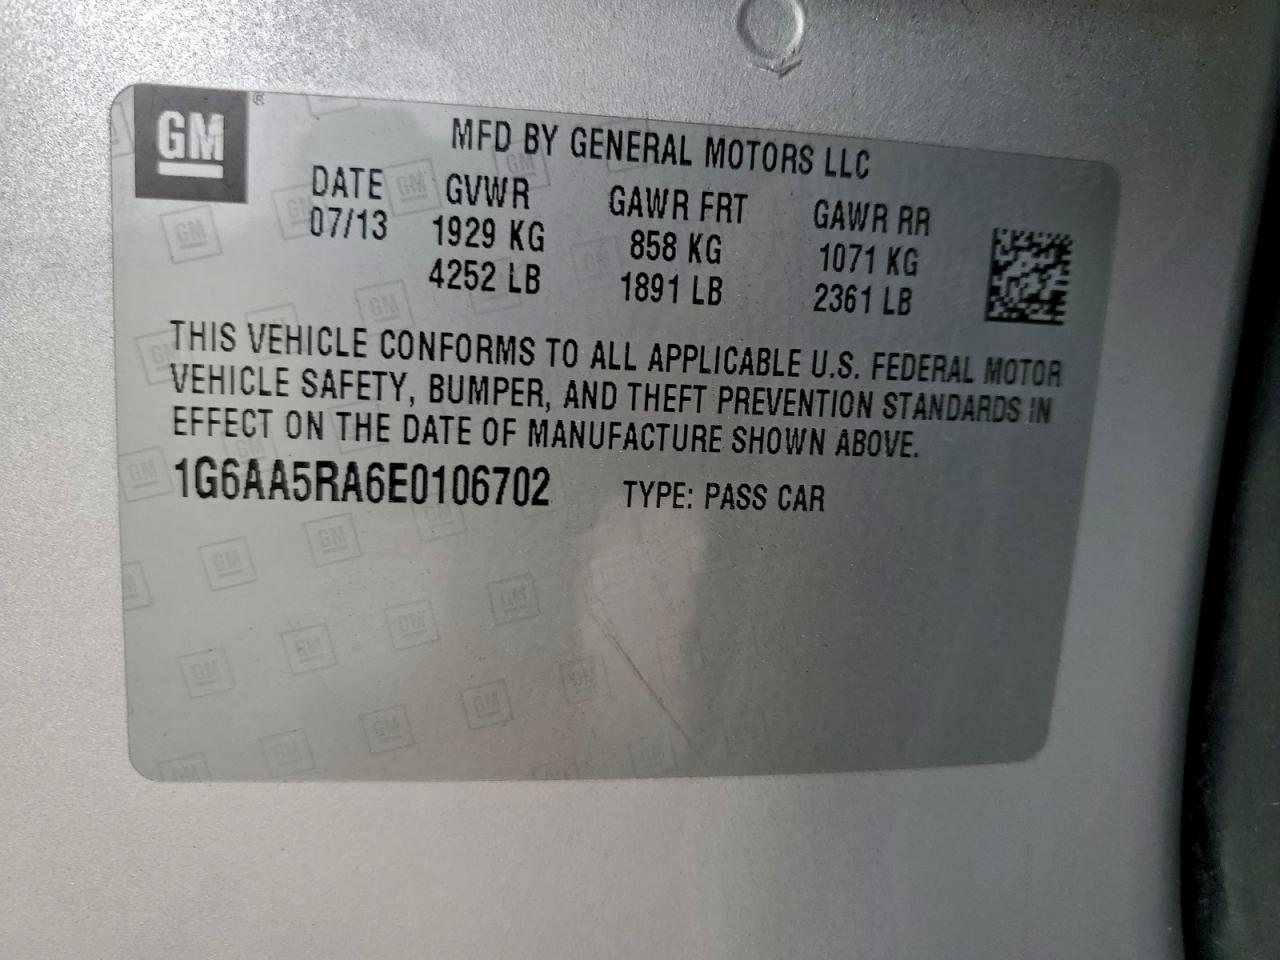 GM
MFD BY GENERAL MOTORS LLC
DATE GVWR GAWR FRT GAWR RR
07/13 1929 KG 858 KG 1071 KG
4252 LB 1891 LB 2361 LB
THIS VEHICLE CONFORMS TO ALL APPLICABLE U.S. FEDERAL MOTOR
VEHICLE SAFETY, BUMPER, AND THEFT PREVENTION STANDARDS IN
EFFECT ON THE DATE OF MANUFACTURE SHOWN ABOVE.
1G6AA5RA6E0106702 TYPE: PASS CAR